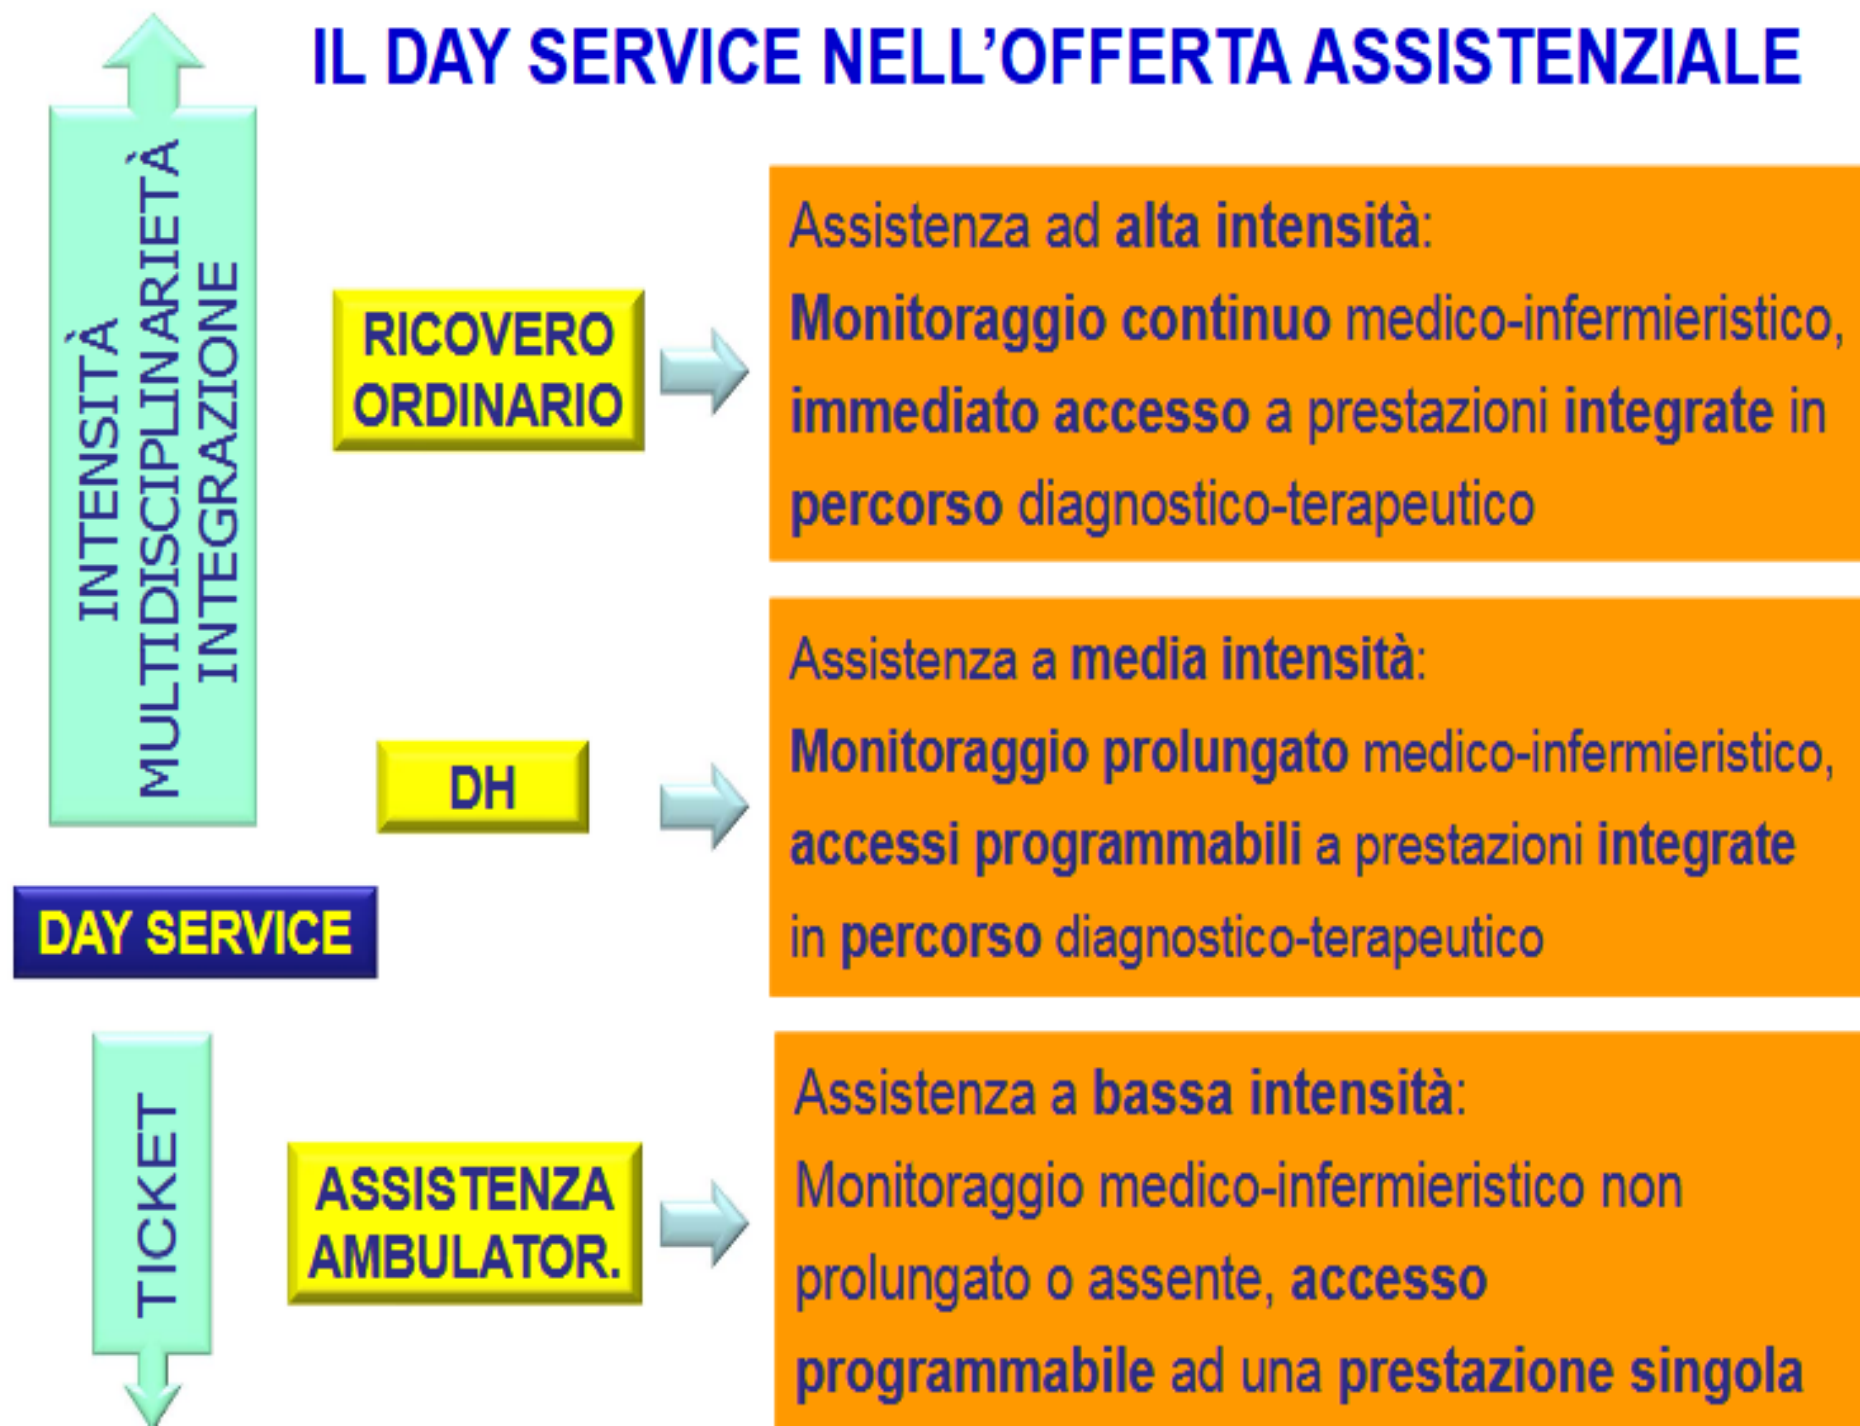 IL DAY SERVICE NELL’OFFERTA ASSISTENZIALE
INTENSITÀ
MULTIDISCIPLINARIETÀ
INTEGRAZIONE
RICOVERO
ORDINARIO
Assistenza ad alta intensità:
Monitoraggio continuo medico-infermieristico,
immediato accesso a prestazioni integrate in
percorso diagnostico-terapeutico
DH
Assistenza a media intensità:
Monitoraggio prolungato medico-infermieristico,
accessi programmabili a prestazioni integrate
in percorso diagnostico-terapeutico
DAY SERVICE
TICKET
ASSISTENZA
AMBULATOR.
Assistenza a bassa intensità:
Monitoraggio medico-infermieristico non
prolungato o assente, accesso
programmabile ad una prestazione singola